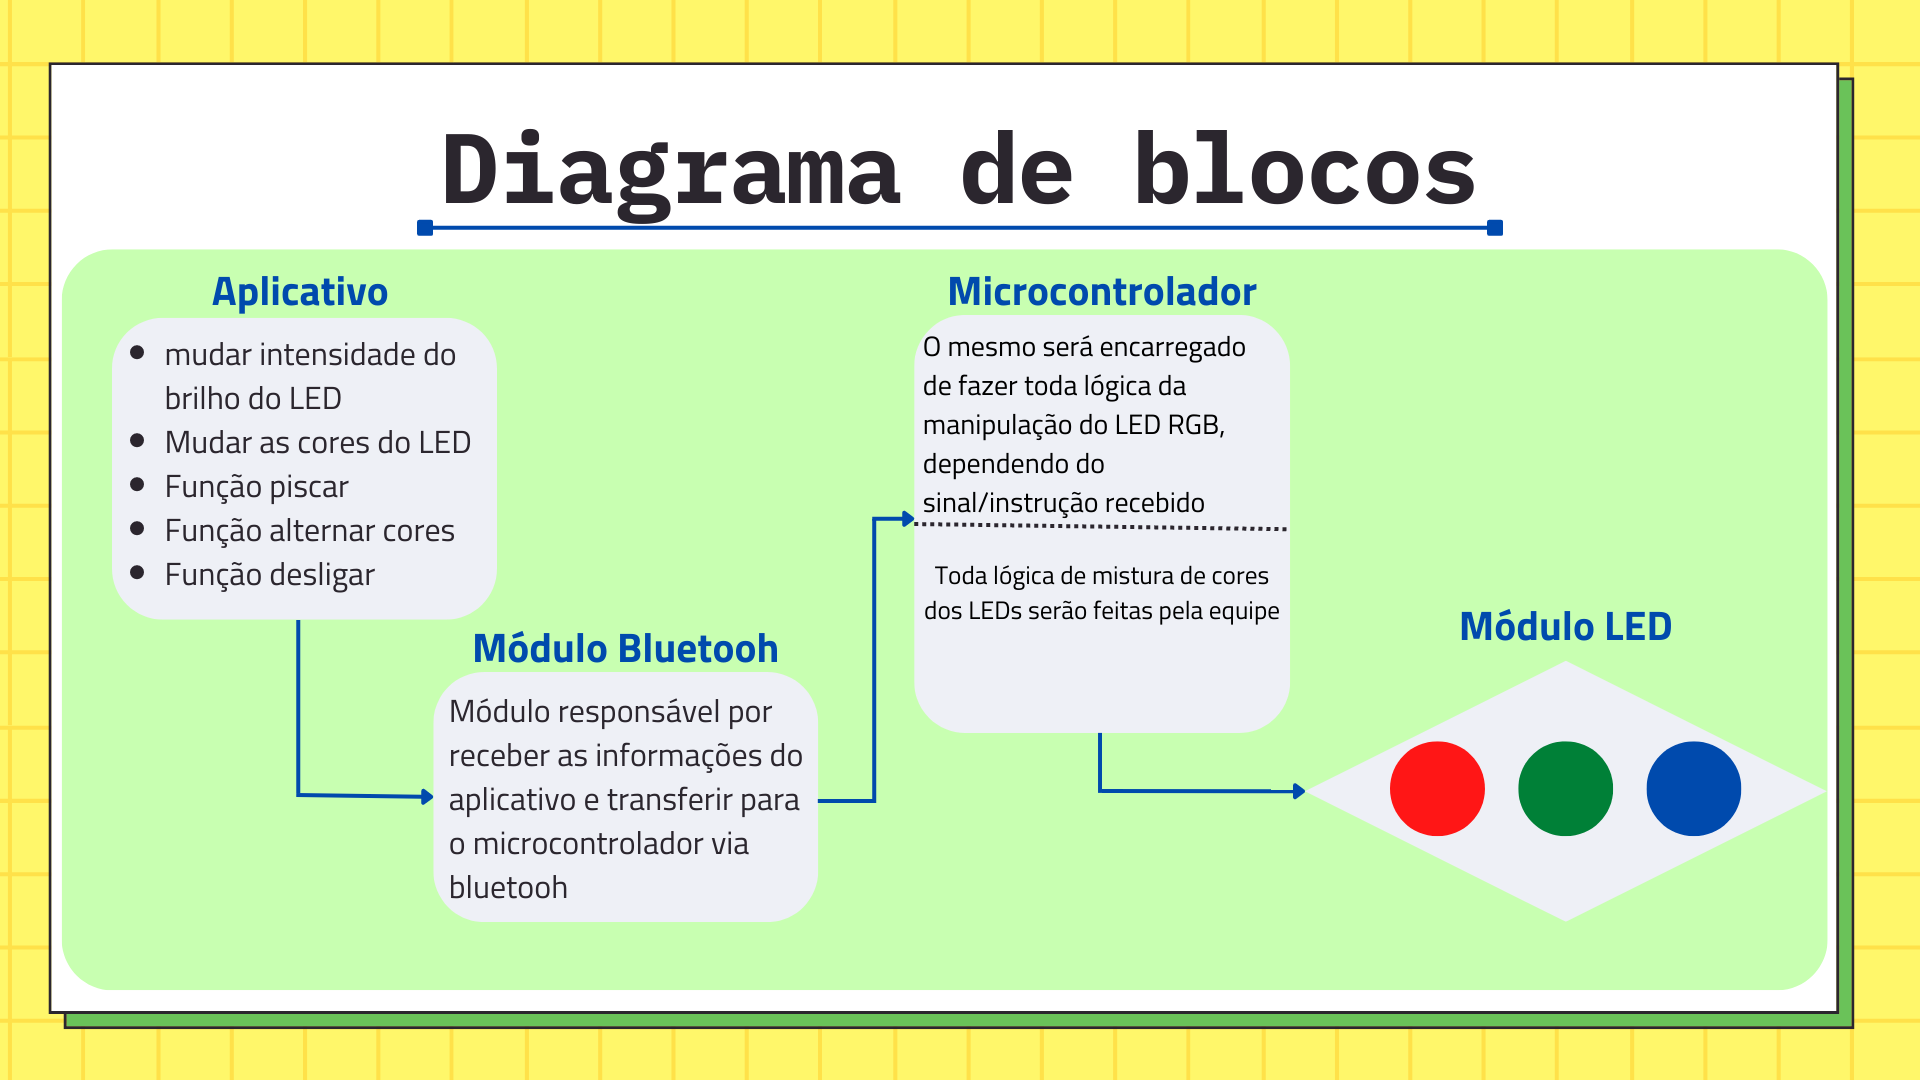 Diagrama de blocos
Aplicativo
mudar intensidade do
brilho do LED
Mudar as cores do LED
Função piscar
Função alternar cores
Função desligar
Módulo Bluetooh
Módulo responsável por
receber as informações do
aplicativo e transferir para
o microcontrolador via
bluetooh
Microcontrolador
O mesmo será encarregado
de fazer toda lógica da
manipulação do LED RGB,
dependendo do
sinal/instrução recebido
Toda lógica de mistura de cores
dos LEDs serão feitas pela equipe
Módulo LED